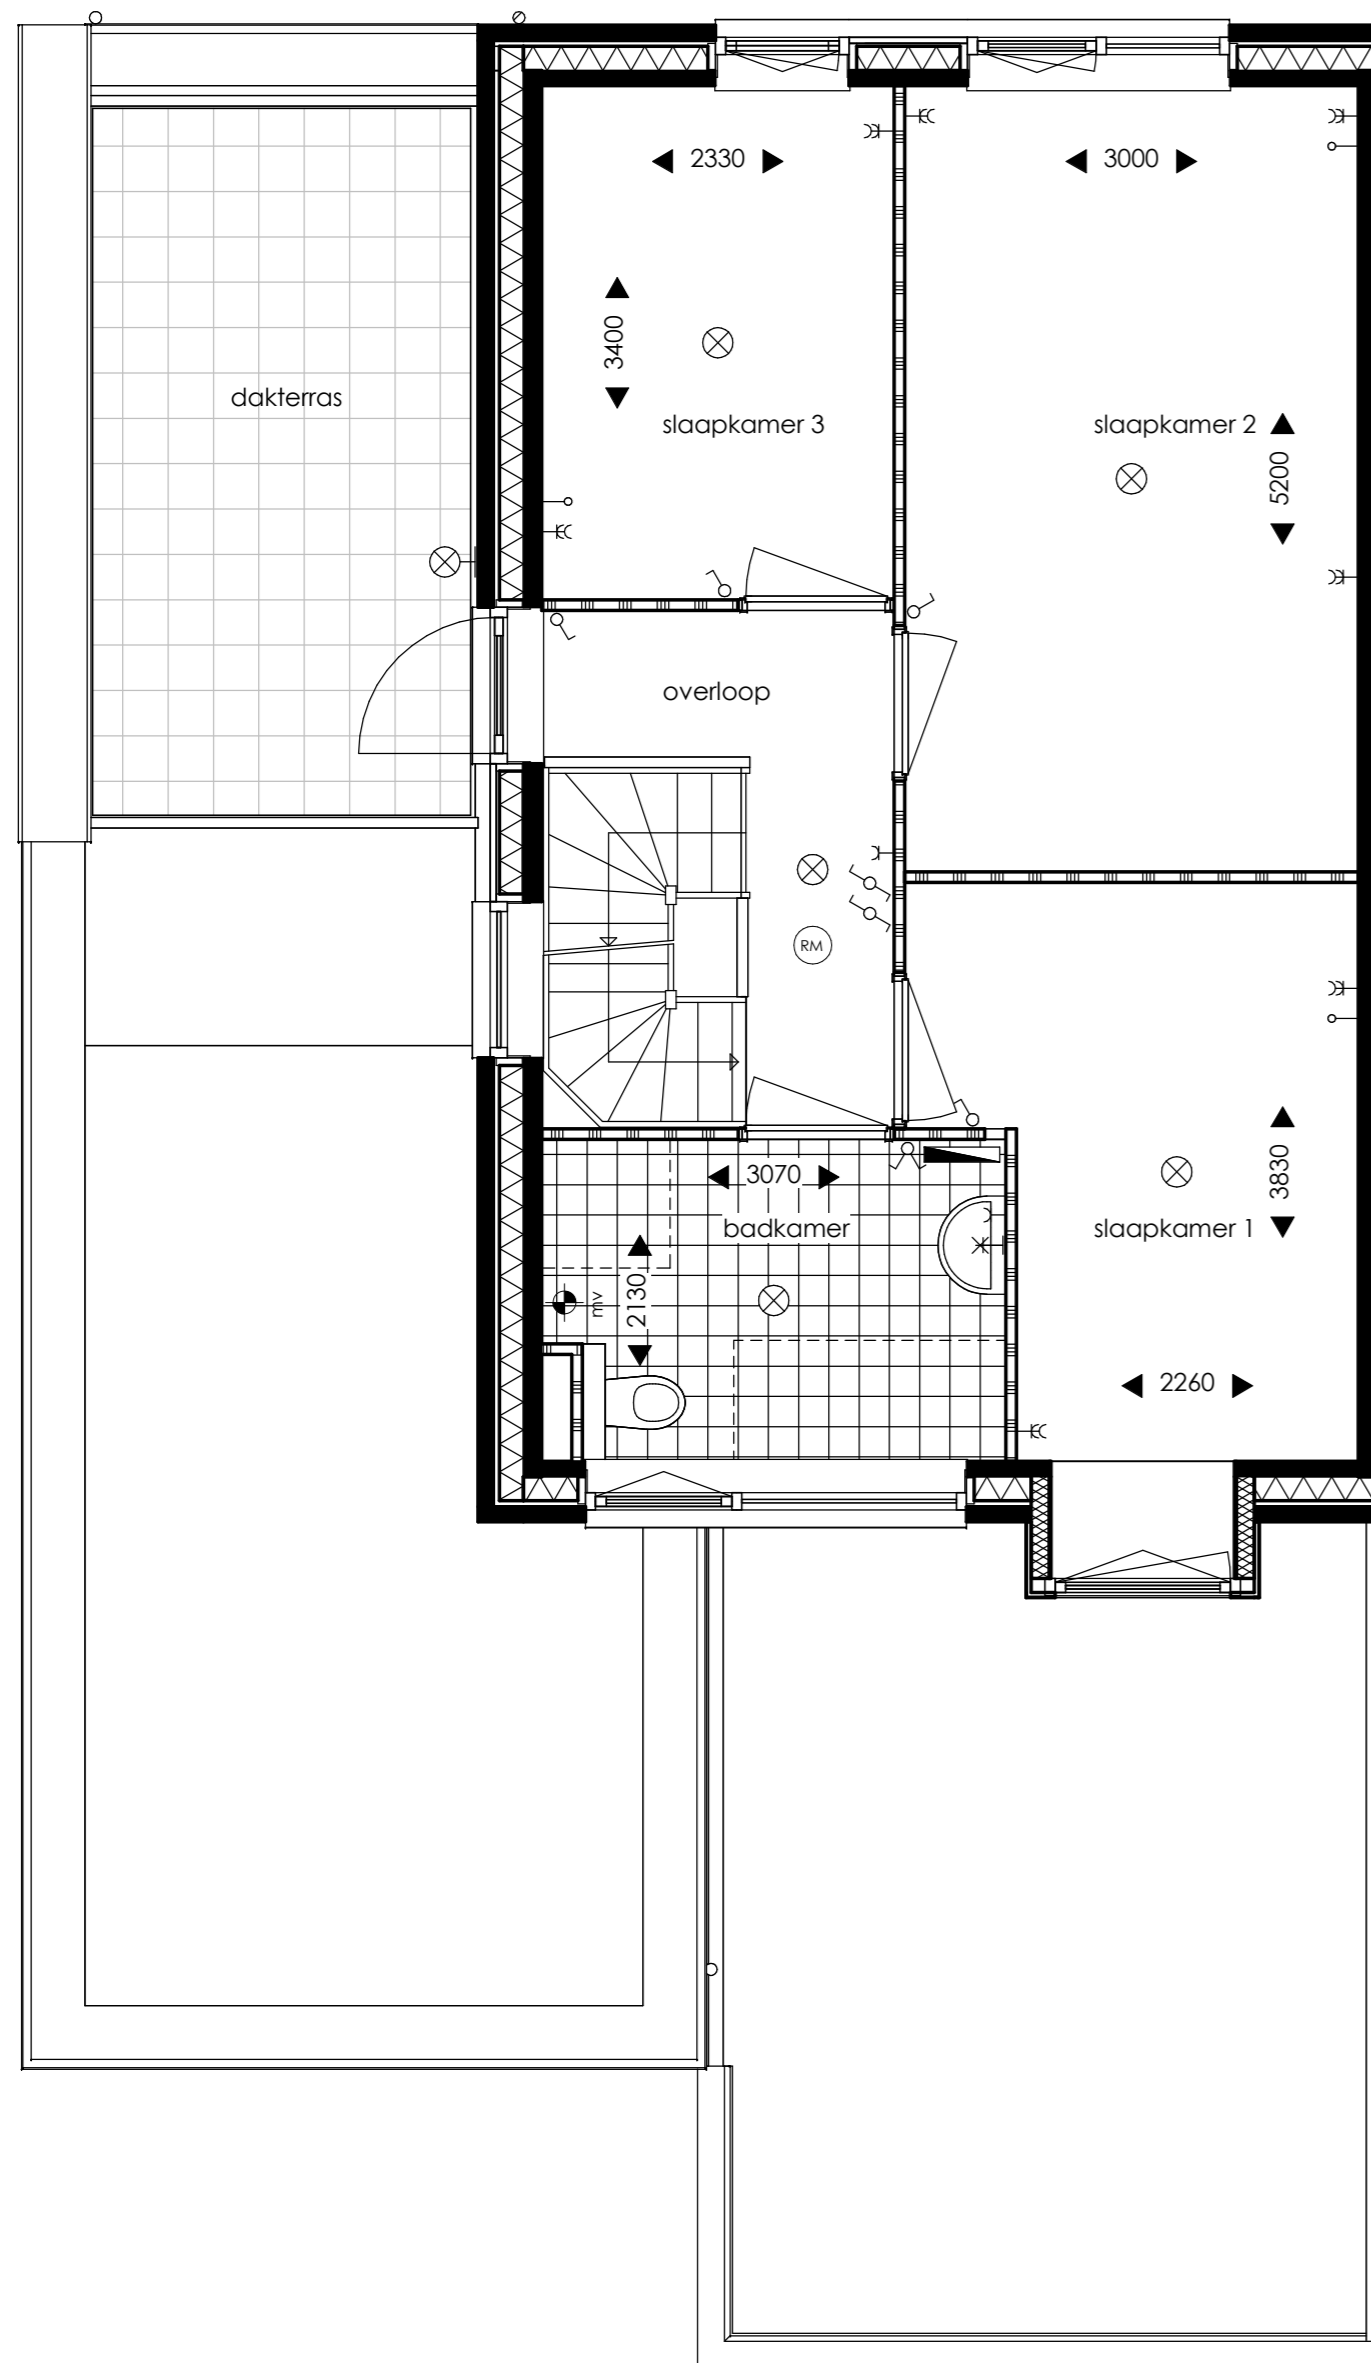 2330
3000
3400
dakterras
slaapkamer 3
slaapkamer 2
5200
overloop
RM
3070
3830
badkamer
slaapkamer 1
mv
2130
2260